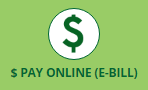 $
$ PAY ONLINE (E-BILL)